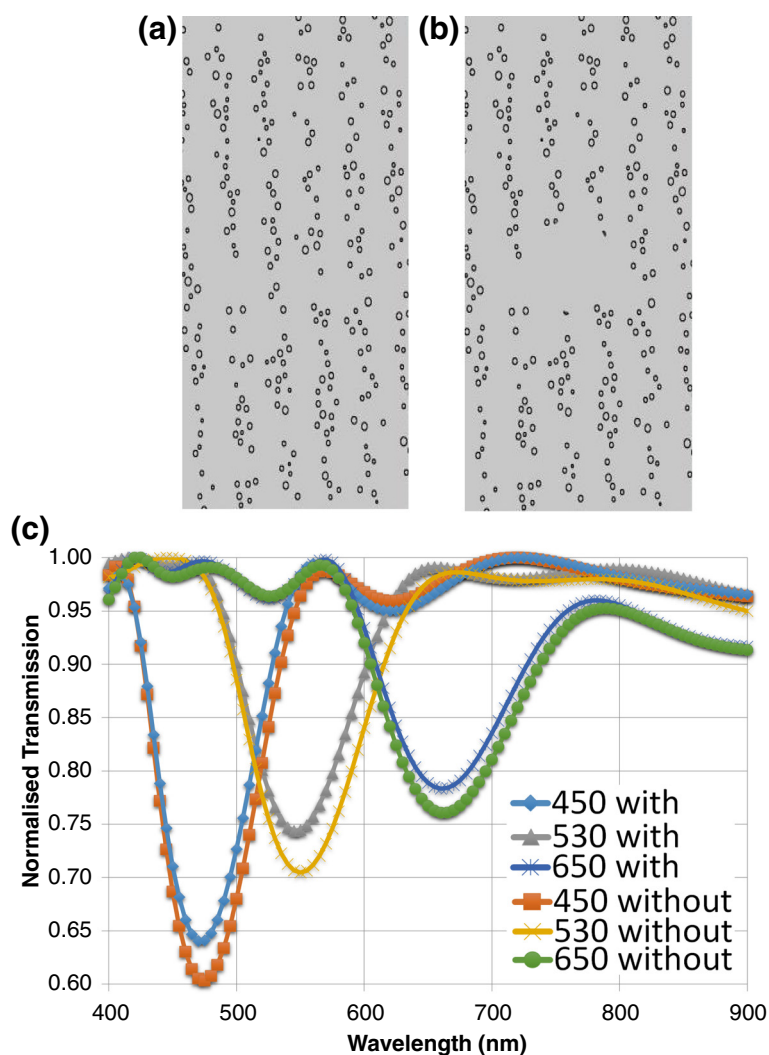 (a)
(b)
(c)
Normalised Transmission
1.00
0.95
0.90
0.85
0.80
0.75
0.70
0.65
0.60
450 with
530 with
650 with
450 without
530 without
650 without
400 500 600 700 800 900
Wavelength (nm)